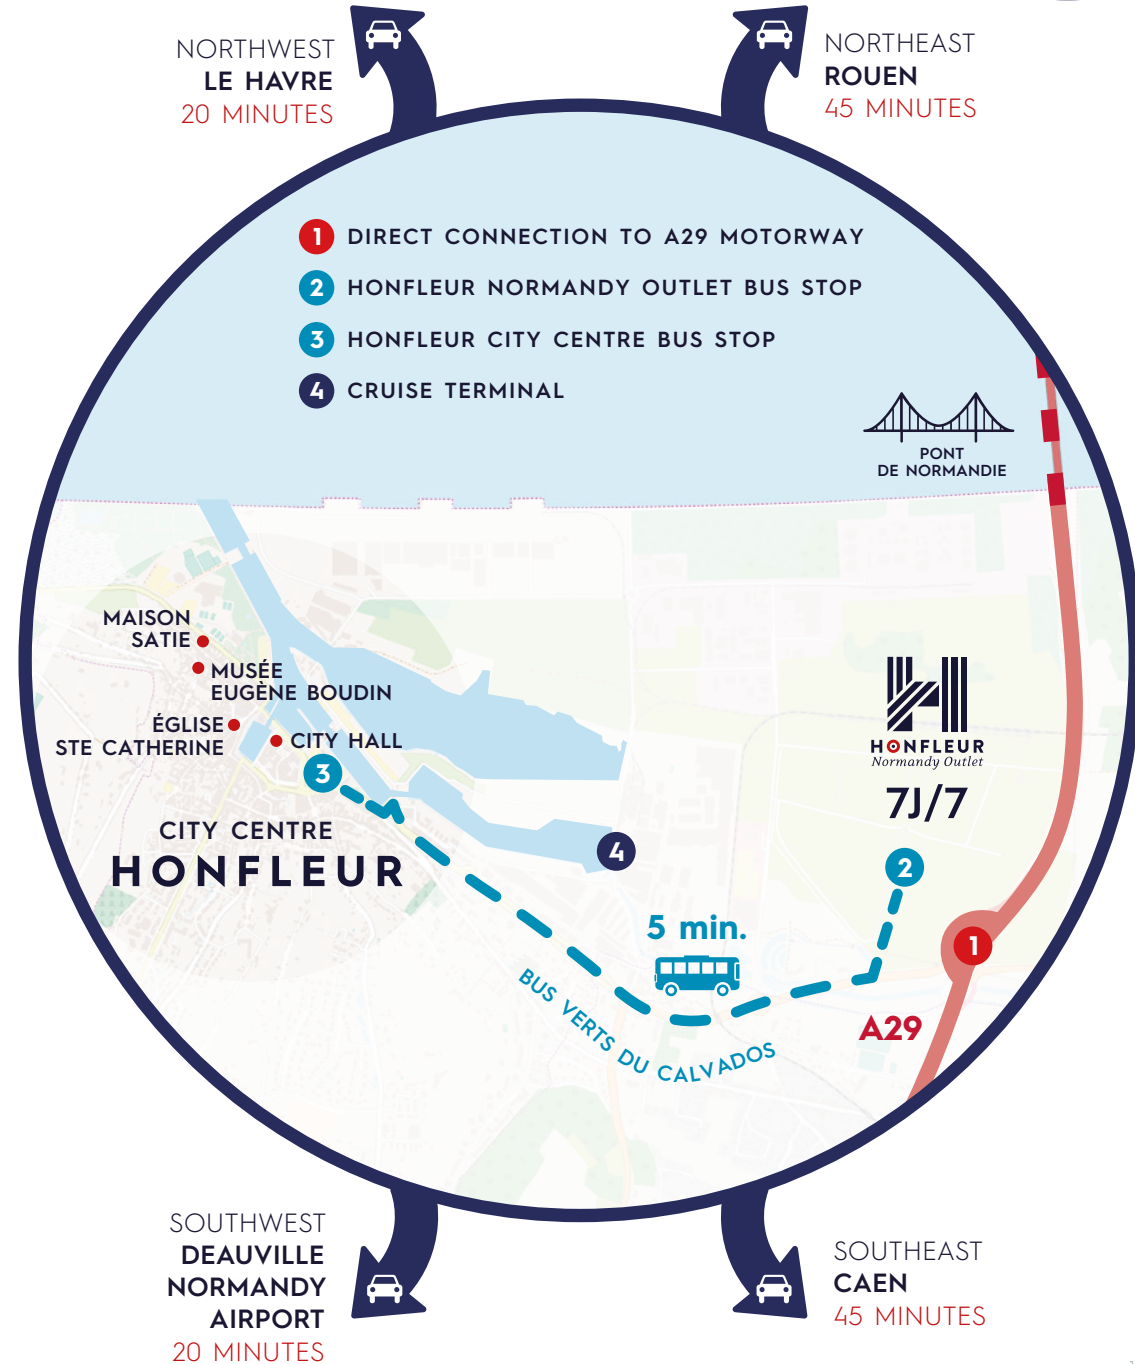 NORTHWEST
LE HAVRE
20 MINUTES
NORTHEAST
ROUEN
45 MINUTES
1 DIRECT CONNECTION TO A29 MOTORWAY
2 HONFLEUR NORMANDY OUTLET BUS STOP
3 HONFLEUR CITY CENTRE BUS STOP
4 CRUISE TERMINAL
PONT
DE NORMANDIE
MAISON
SATIE
MUSÉE
EUGÈNE BOUDIN
ÉGLISE
STE CATHERINE
CITY HALL
3
CITY CENTRE
HONFLEUR
4
HONFLEUR
Normandy Outlet
7J/7
2
5 min.
BUS VERTS DU CALVADOS
1
A29
SOUTHWEST
DEAUVILLE
NORMANDY
AIRPORT
20 MINUTES
SOUTHEAST
CAEN
45 MINUTES